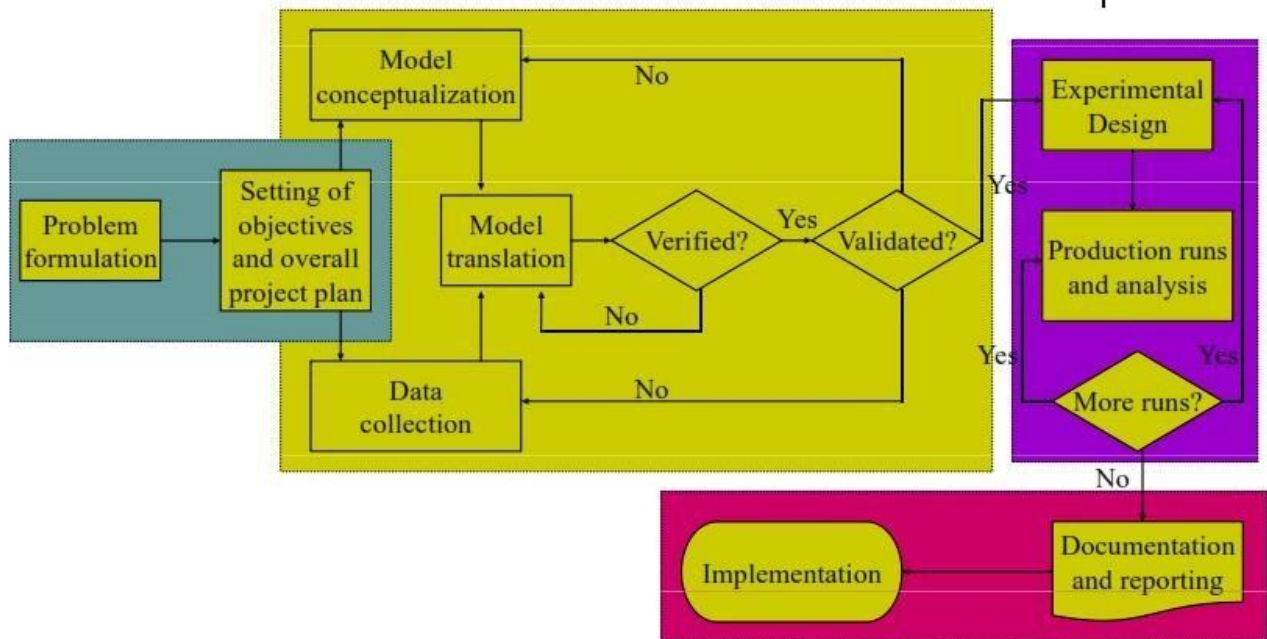 Model
conceptualization
No
Experimental
Design
Problem
formulation
Setting of
objectives
and overall
project plan
Model
translation
Verified?
Yes
Validated?
Yes
Production runs
and analysis
No
Data
collection
No
Yes
Yes
More runs?
No
Implementation
Documentation
and reporting